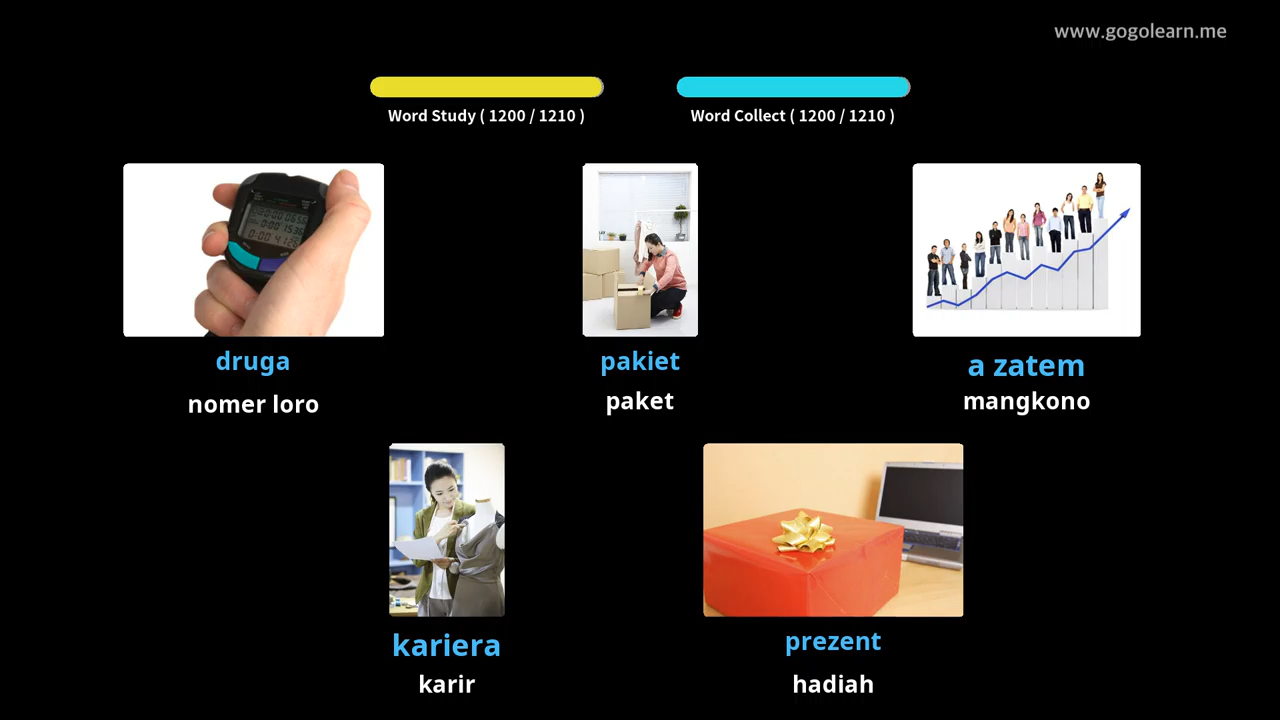 www.gogolearn.me
Word Study ( 1200 / 1210 )
Word Collect ( 1200 / 1210 )
druga
nomer loro
pakiet
paket
a zatem
mangkono
kariera
karir
prezent
hadiah